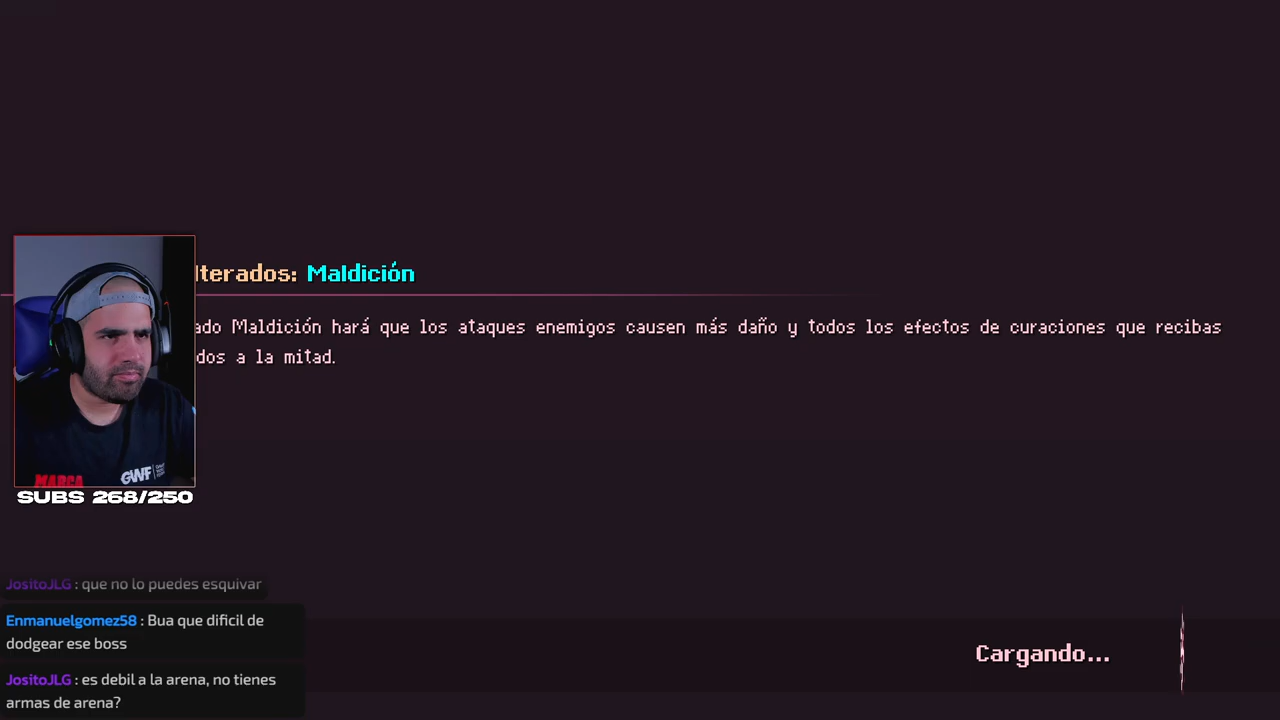 lterados: Maldición
ado Maldición hará que los ataques enemigos causen más daño y todos los efectos de curaciones que recibas
dos a la mitad.
MARCA
GWF
SUBS 268/250
JositoJLG : que no lo puedes esquivar
Enmanuelgomez58 : Bua que dificil de
dodgear ese boss
JositoJLG : es debil a la arena, no tienes
armas de arena?
Cargando...